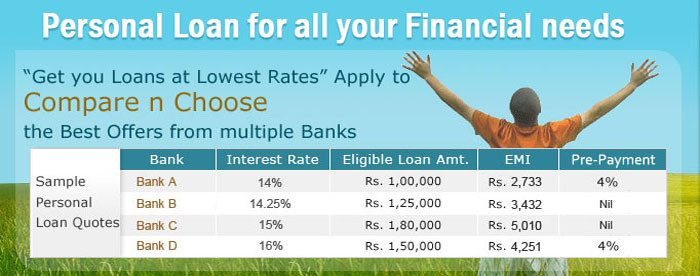 Personal Loan for all your Financial needs
“Get you Loans at Lowest Rates” Apply to
Compare n Choose
the Best Offers from multiple Banks
Bank Interest Rate Eligible Loan Amt. EMI Pre-Payment
Sample Bank A 14% Rs. 1,00,000 Rs. 2,733 4%
Personal Bank B 14.25% Rs. 1,25,000 Rs. 3,432 Nil
Loan Quotes Bank C 15% Rs. 1,80,000 Rs. 5,010 Nil
Bank D 16% Rs. 1,50,000 Rs. 4,251 4%